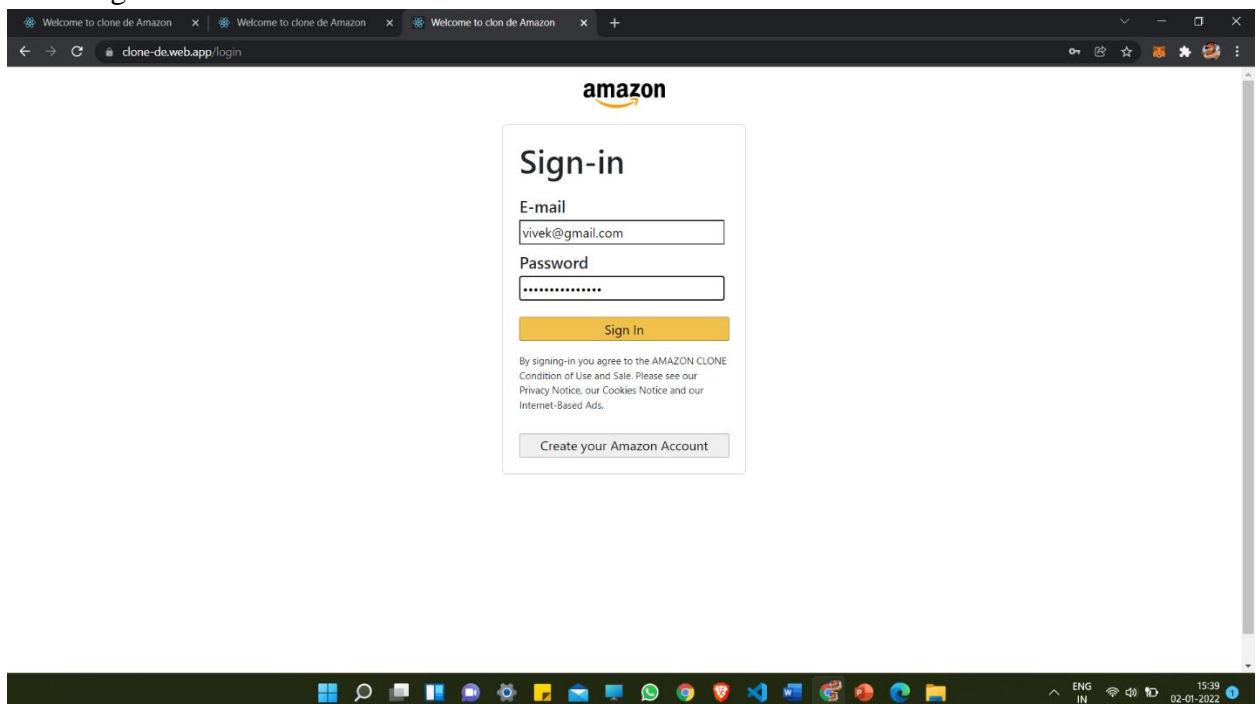 Welcome to clone de Amazon
Welcome to clone de Amazon
Welcome to clon de Amazon
clone-de.web.app/login
amazon
Sign-in
E-mail
vivek@gmail.com
Password
Sign In
By signing-in you agree to the AMAZON CLONE
Condition of Use and Sale. Please see our
Privacy Notice, our Cookies Notice and our
Internet-Based Ads.
Create your Amazon Account
ENG
IN
15:39
02-01-2022
1